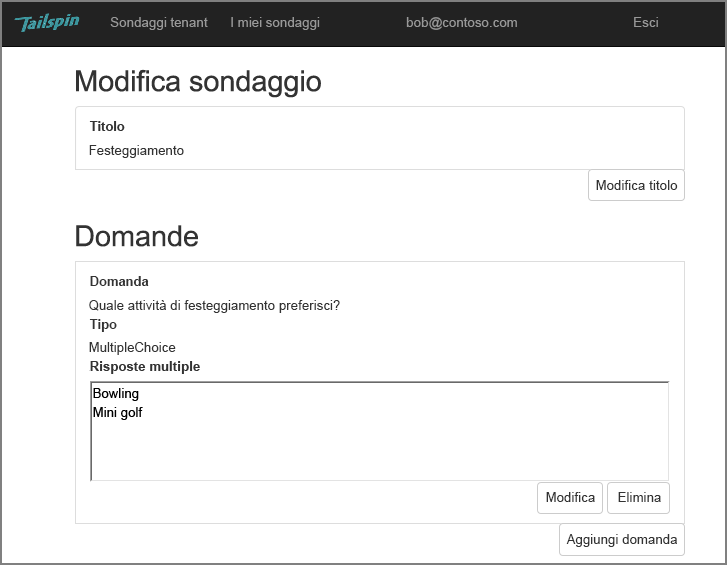 Tailspin Sondaggi tenant I miei sondaggi bob@contoso.com Esci
Modifica sondaggio
Titolo
Festeggiamento
Modifica titolo
Domande
Domanda
Quale attività di festeggiamento preferisci?
Tipo
MultipleChoice
Risposte multiple
Bowling
Mini golf
Modifica Elimina
Aggiungi domanda